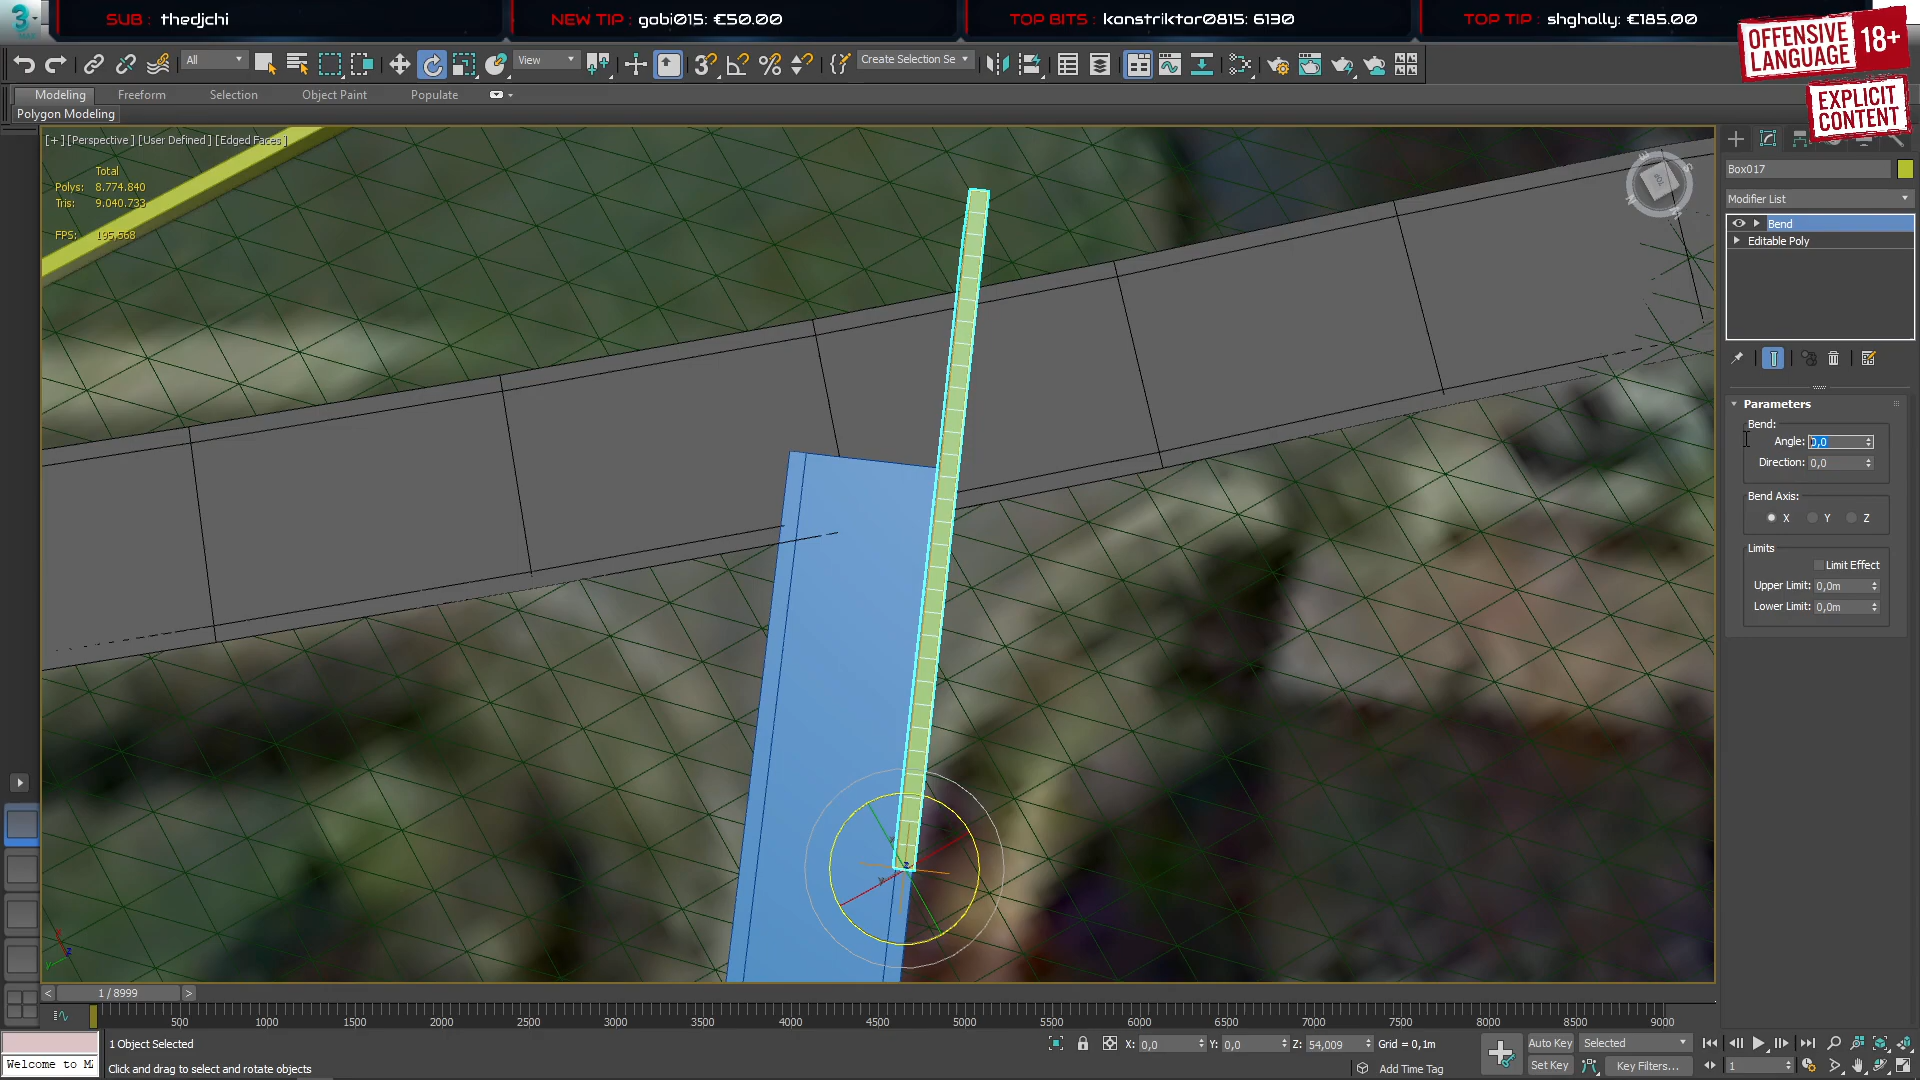 SUB : thedjchi
NEW TIP : gobi015: €50.00
TOP BITS : konstriktor0815: 6130
TOP TIP : shgholly: €185.00
OFFENSIVE LANGUAGE 18+
EXPLICIT CONTENT
All
View
Create Selection Se
Modeling
Freeform
Selection
Object Paint
Populate
Polygon Modeling
[+] [Perspective] [User Defined] [Edged Faces]
Total
Polys: 8.774.840
Tris: 9.040.733
FPS: 195,568
TOP
Box017
Modifier List
Bend
Editable Poly
Parameters
Bend:
Angle: 0,0
Direction: 0,0
Bend Axis:
X Y Z
Limits
Limit Effect
Upper Limit: 0,0m
Lower Limit: 0,0m
< 1 / 8999 >
500 1000 1500 2000 2500 3000 3500 4000 4500 5000 5500 6000 6500 7000 7500 8000 8500 9000
1 Object Selected
X: 0,0 Y: 0,0 Z: 54,009 Grid = 0,1m
Auto Key
Selected
Welcome to M
Click and drag to select and rotate objects
Add Time Tag
Set Key
Key Filters...
1